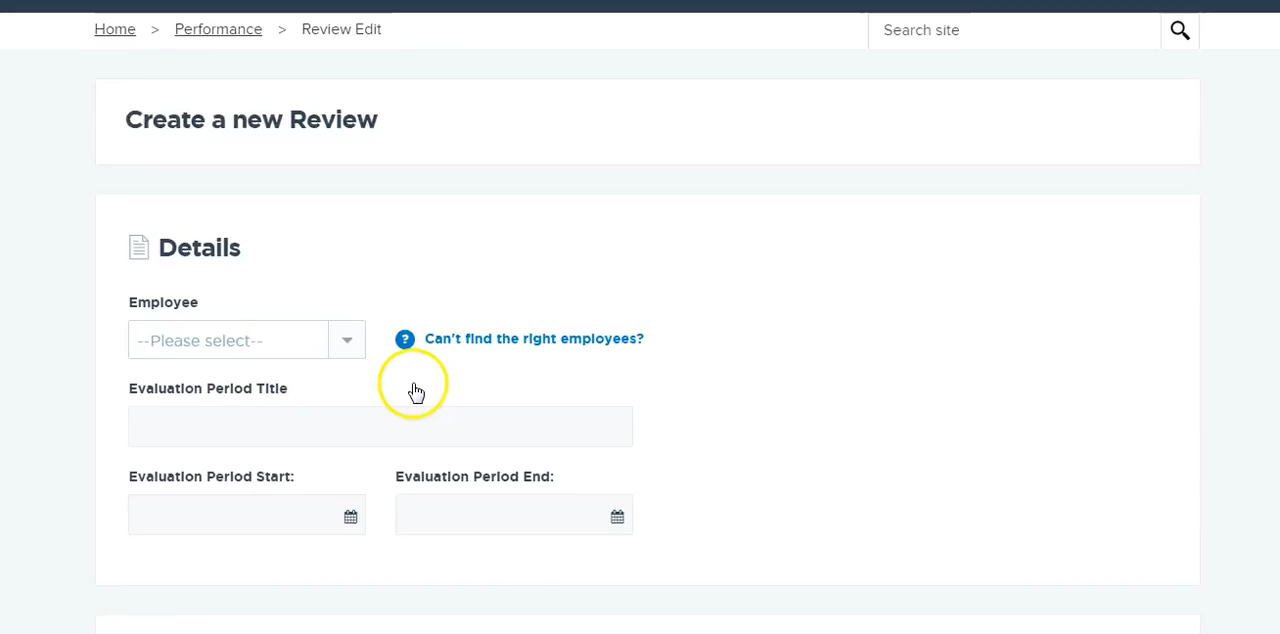 Home > Performance > Review Edit
Search site
Create a new Review
Details
Employee
--Please select--
? Can't find the right employees?
Evaluation Period Title
Evaluation Period Start:
Evaluation Period End: